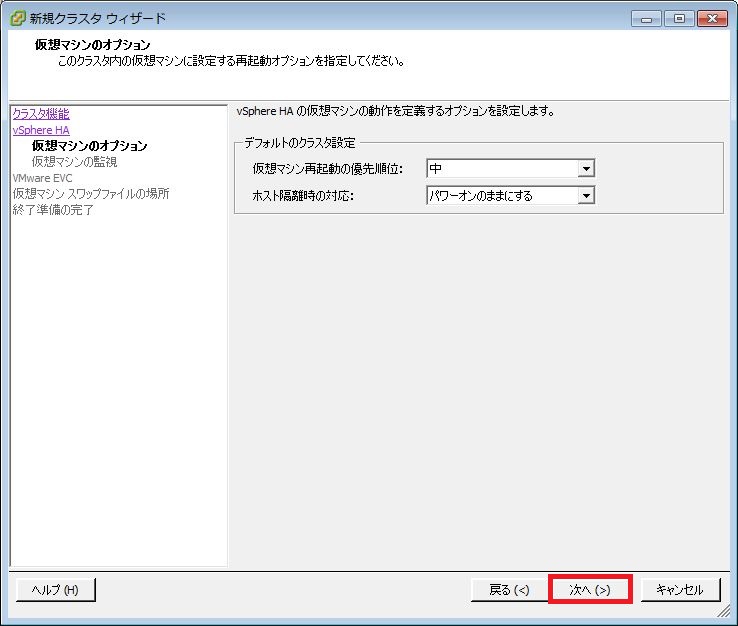 新規クラスタ ウィザード
仮想マシンのオプション
このクラスタ内の仮想マシンに設定する再起動オプションを指定してください。
クラスタ機能
vSphere HA
仮想マシンのオプション
仮想マシンの監視
VMware EVC
仮想マシン スワップファイルの場所
終了準備の完了
vSphere HA の仮想マシンの動作を定義するオプションを設定します。
デフォルトのクラスタ設定
仮想マシン再起動の優先順位: 中
ホスト隔離時の対応: パワーオンのままにする
ヘルプ (H) 戻る (<) 次へ (>) キャンセル